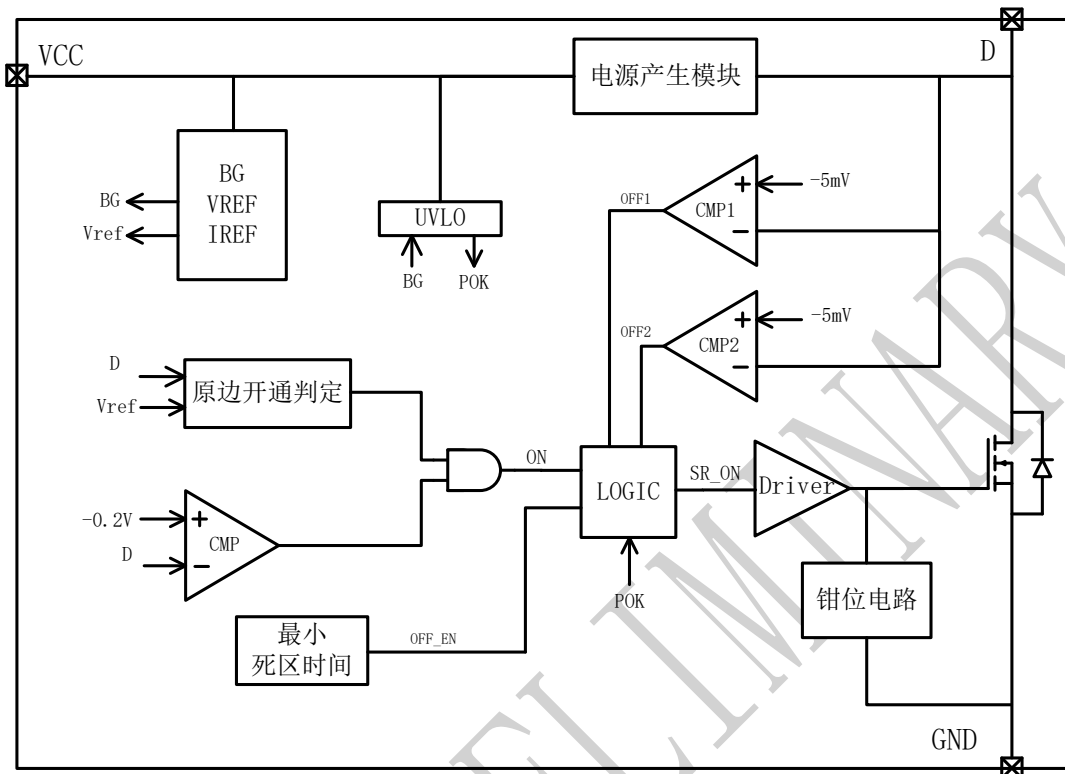 VCC
D
电源产生模块
BG
VREF
IREF
BG
Vref
UVLO
BG
POK
OFF1
+
-5mV
CMP1
−
OFF2
+
-5mV
CMP2
−
D
Vref
原边开通判定
ON
LOGIC
SR_ON
Driver
-0.2V
+
CMP
D
−
POK
钳位电路
最小
死区时间
OFF_EN
GND
ELIMINARY